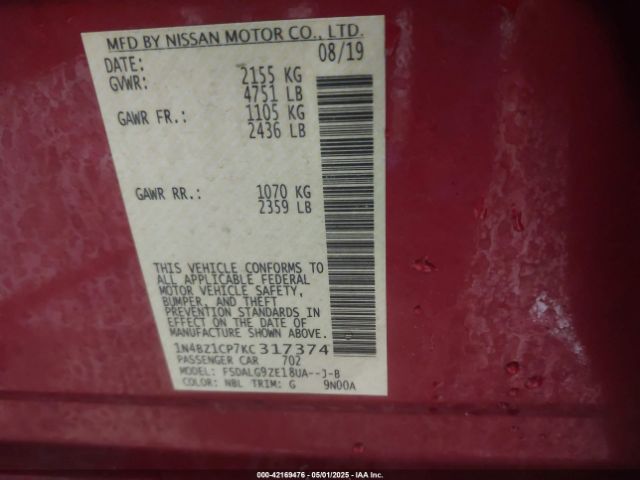 MFD BY NISSAN MOTOR CO., LTD.
DATE: 08/19
GVWR: 2155 KG
4751 LB
GAWR FR.: 1105 KG
2436 LB
GAWR RR.: 1070 KG
2359 LB
THIS VEHICLE CONFORMS TO
ALL APPLICABLE FEDERAL
MOTOR VEHICLE SAFETY,
BUMPER, AND THEFT
PREVENTION STANDARDS IN
EFFECT ON THE DATE OF
MANUFACTURE SHOWN ABOVE.
1N4BZ1CP7KC317374
PASSENGER CAR 702
MODEL: FSDALG9ZE18UA--J-B
COLOR: NBL TRIM: G 9N00A
000-42169476 - 05/01/2025 - IAA Inc.